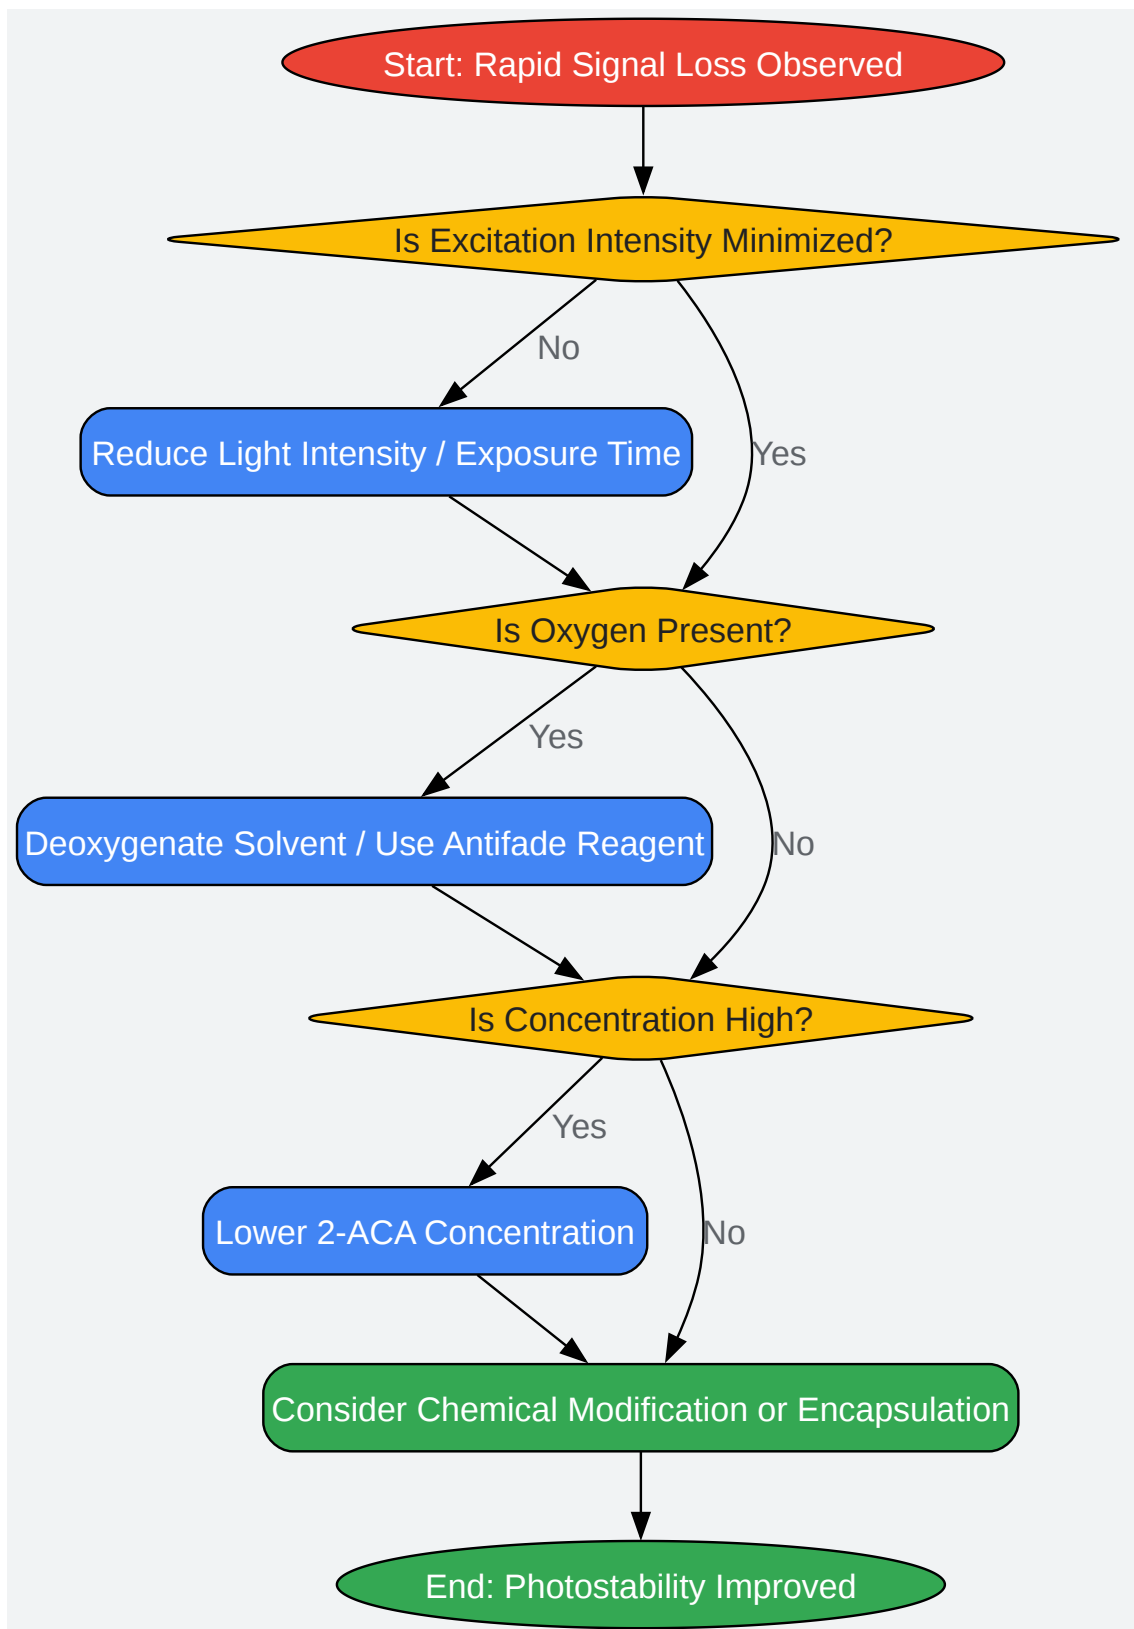 Start: Rapid Signal Loss Observed
Is Excitation Intensity Minimized?
No
Reduce Light Intensity / Exposure Time
Yes
Is Oxygen Present?
Yes
Deoxygenate Solvent / Use Antifade Reagent
No
Is Concentration High?
Yes
Lower 2-ACA Concentration
No
Consider Chemical Modification or Encapsulation
End: Photostability Improved